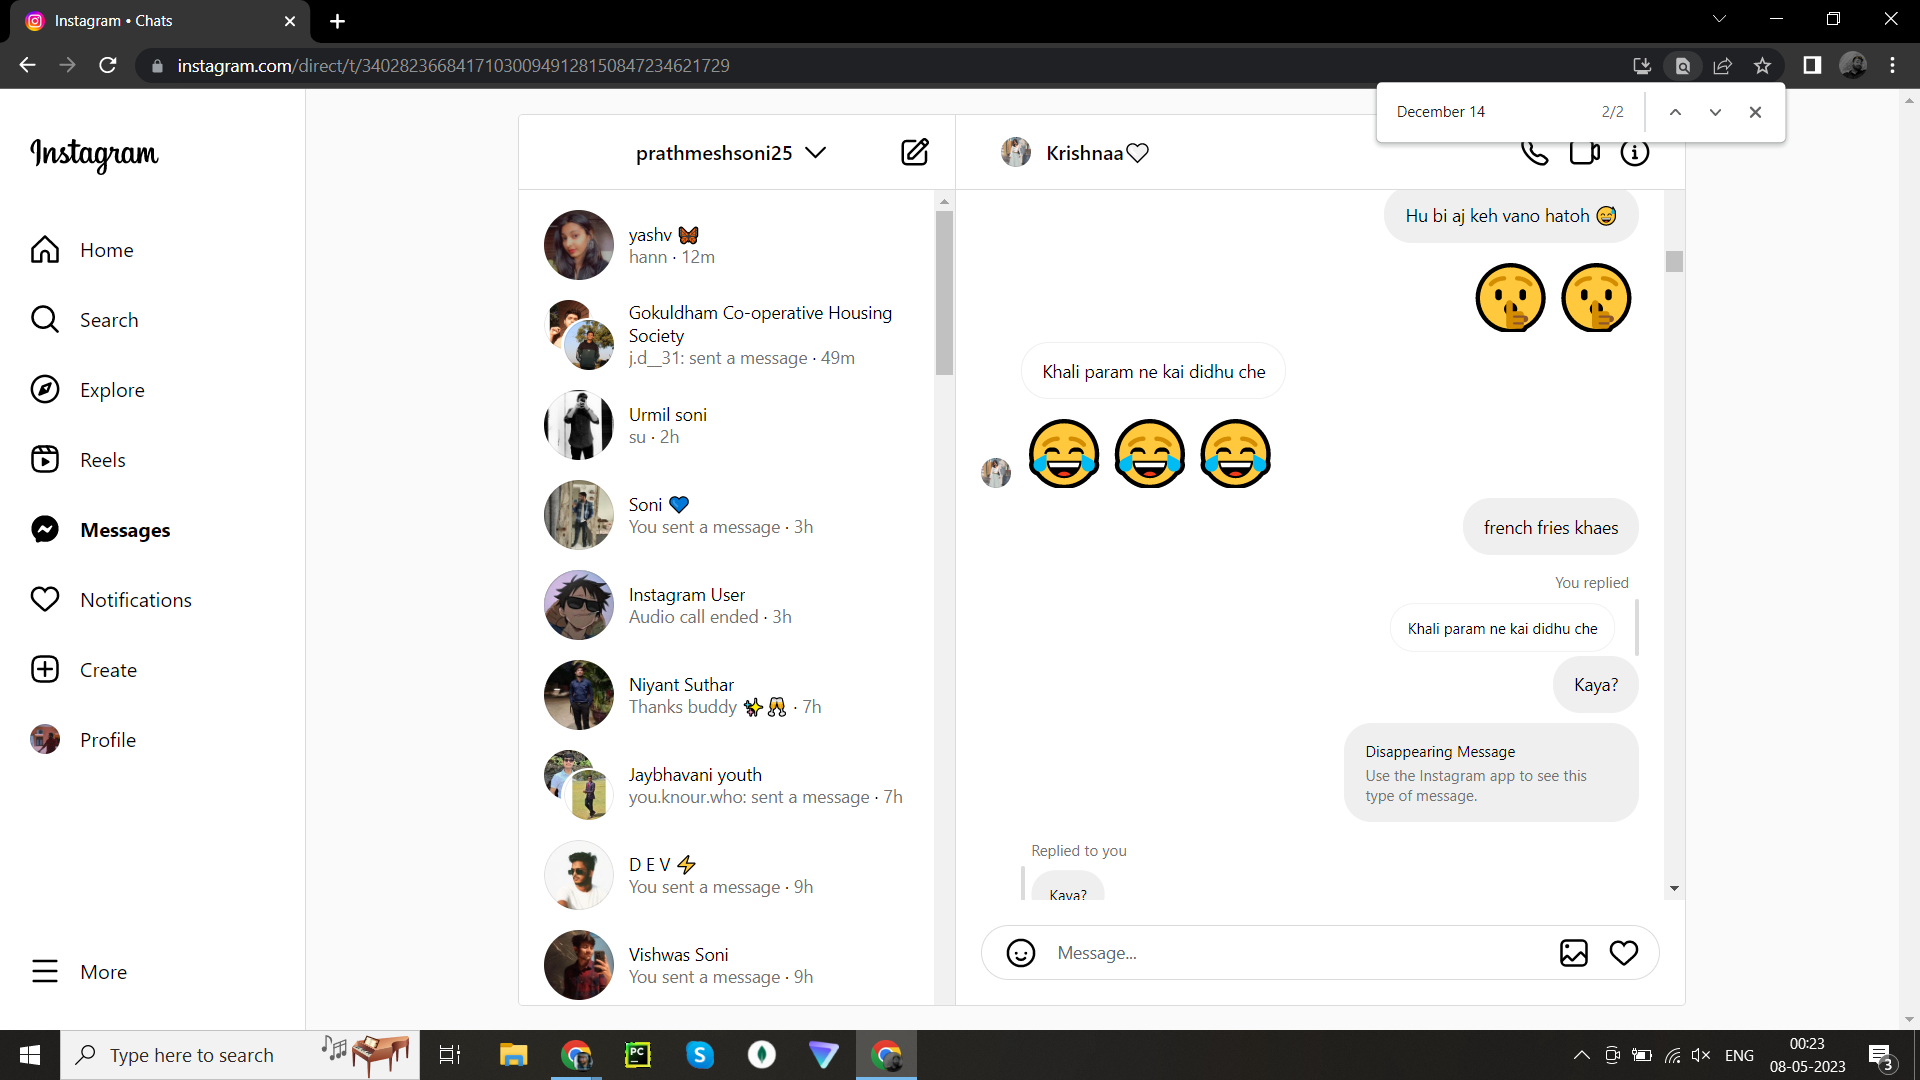 Instagram • Chats
instagram.com/direct/t/340282366841710300949128150847234621729
December 14 2/2
Instagram
Home
Search
Explore
Reels
Messages
Notifications
Create
Profile
More
prathmeshsoni25
yashv 🦋
hann · 12m
Gokuldham Co-operative Housing
Society
j.d__31: sent a message · 49m
Urmil soni
su · 2h
Soni 💙
You sent a message · 3h
Instagram User
Audio call ended · 3h
Niyant Suthar
Thanks buddy ✨🥂 · 7h
Jaybhavani youth
you.knour.who: sent a message · 7h
D E V ⚡
You sent a message · 9h
Vishwas Soni
You sent a message · 9h
Krishnaa♡
Hu bi aj keh vano hatoh 😅
🤫🤫
Khali param ne kai didhu che
😂😂😂
french fries khaes
You replied
Khali param ne kai didhu che
Kaya?
Disappearing Message
Use the Instagram app to see this
type of message.
Replied to you
Kaya?
Message...
Type here to search
PC
ENG
00:23
08-05-2023
3